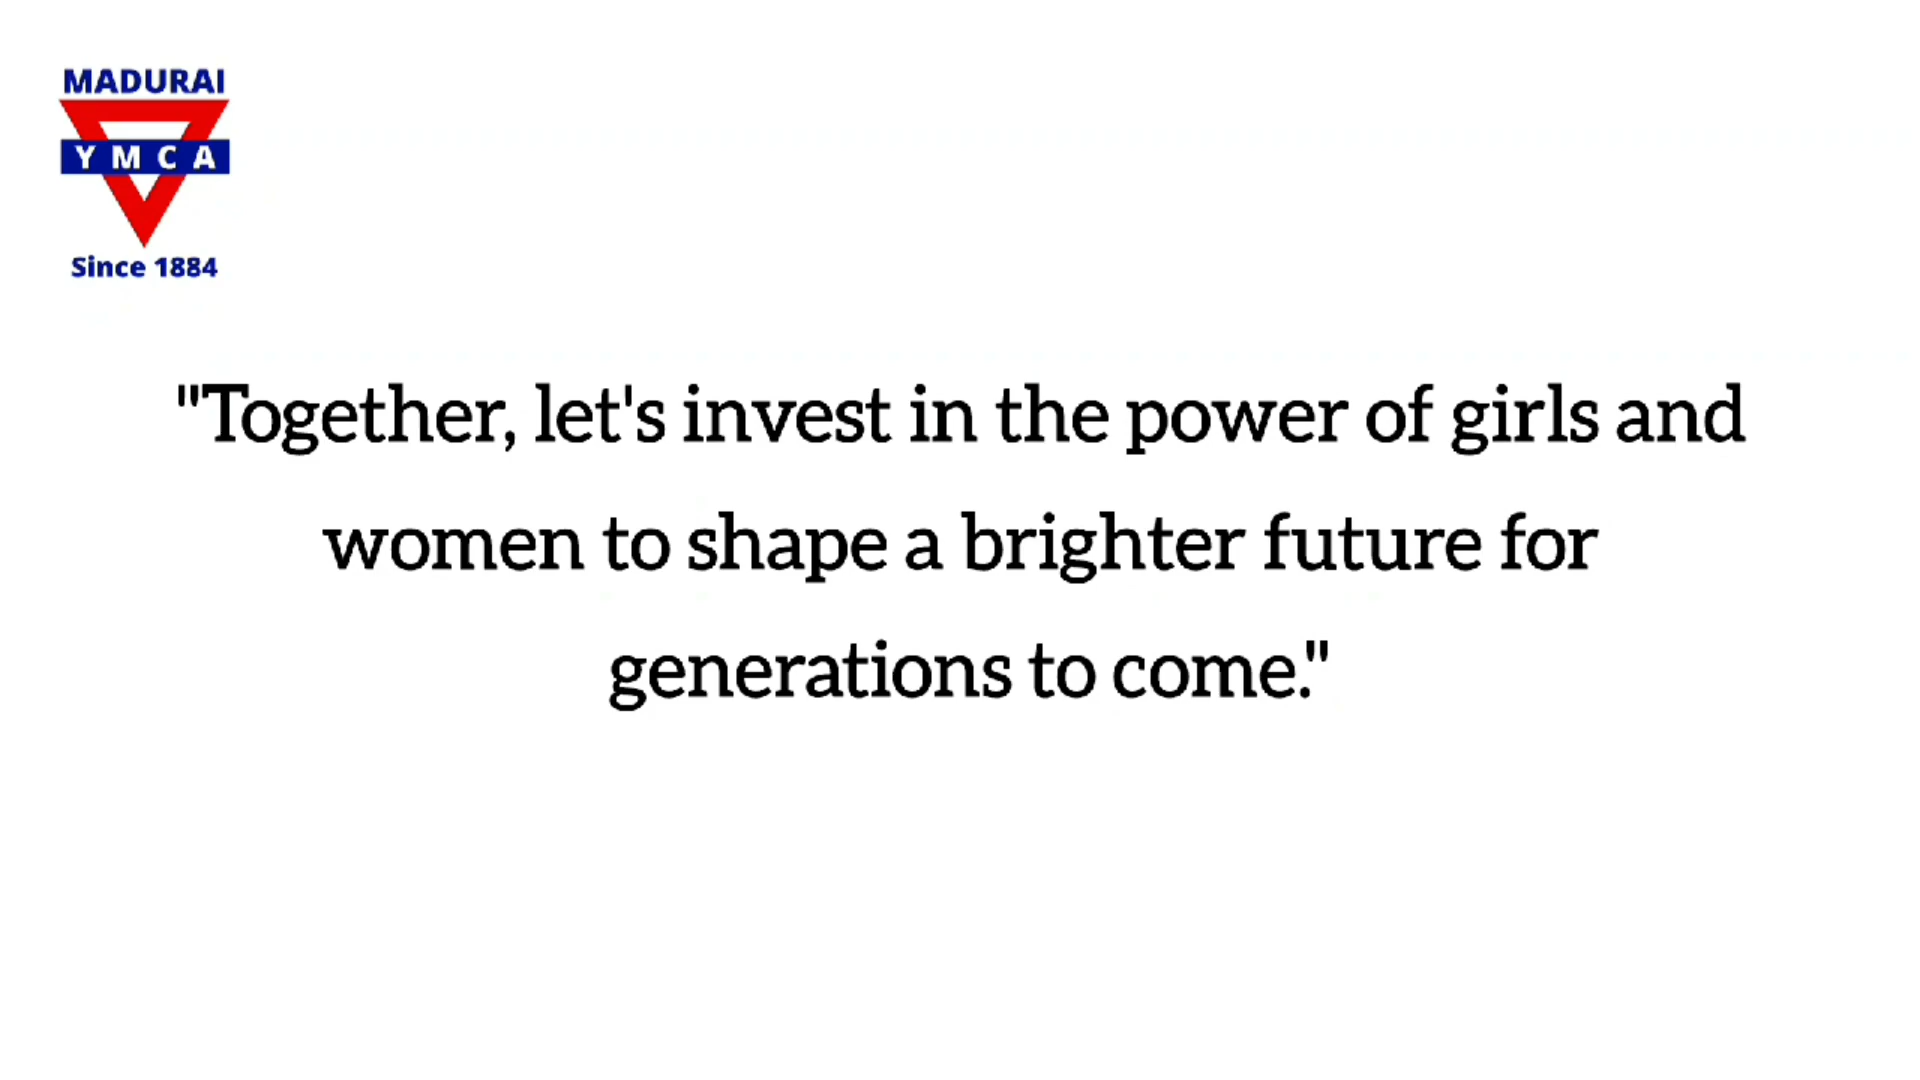 MADURAI
YMCA
Since 1884
"Together, let's invest in the power of girls and
women to shape a brighter future for
generations to come."